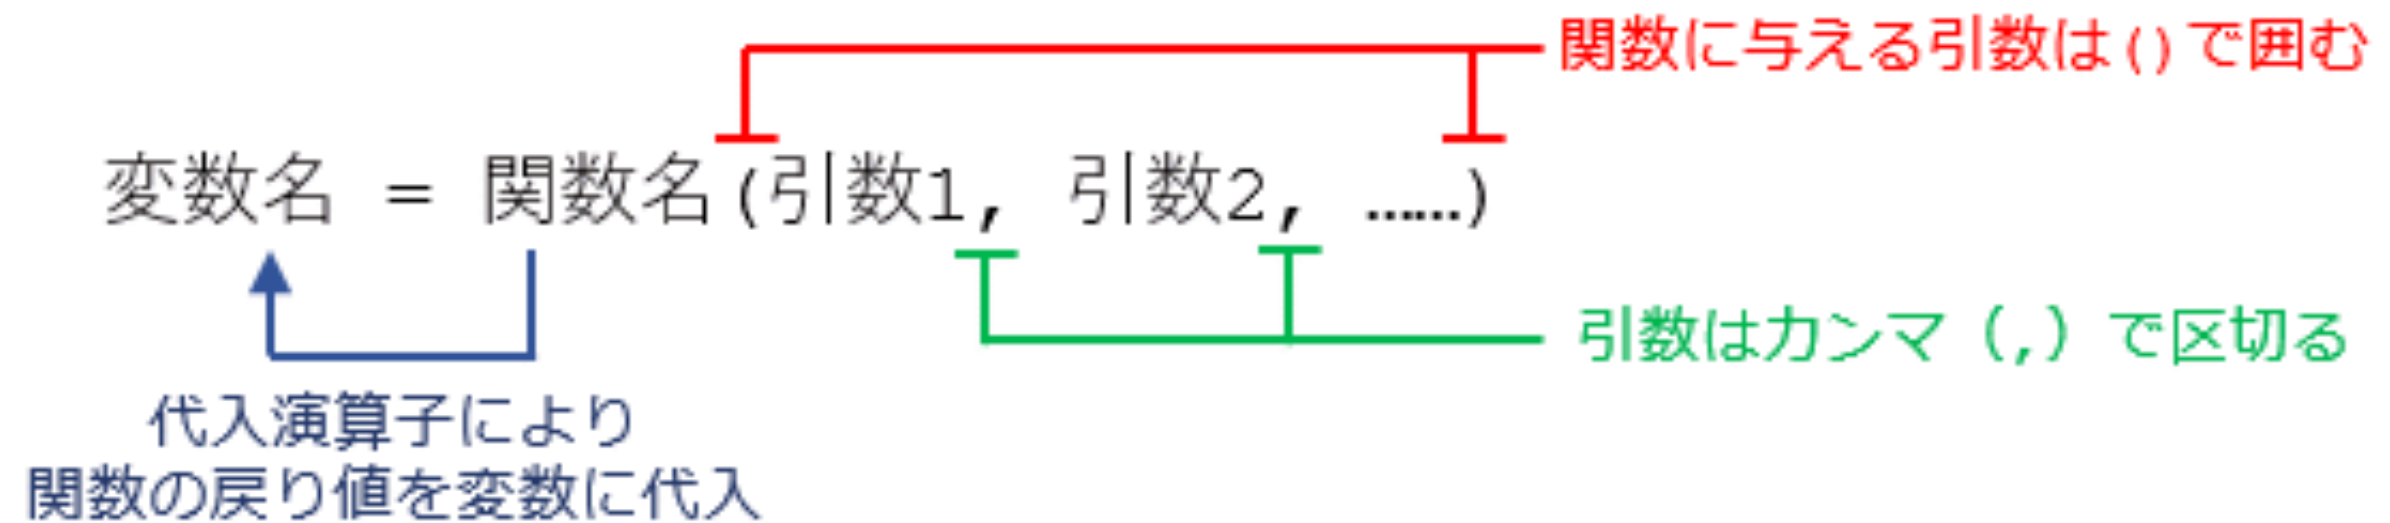 関数に与える引数は()で囲む
変数名 = 関数名(引数1, 引数2, ……)
引数はカンマ（,）で区切る
代入演算子により
関数の戻り値を変数に代入